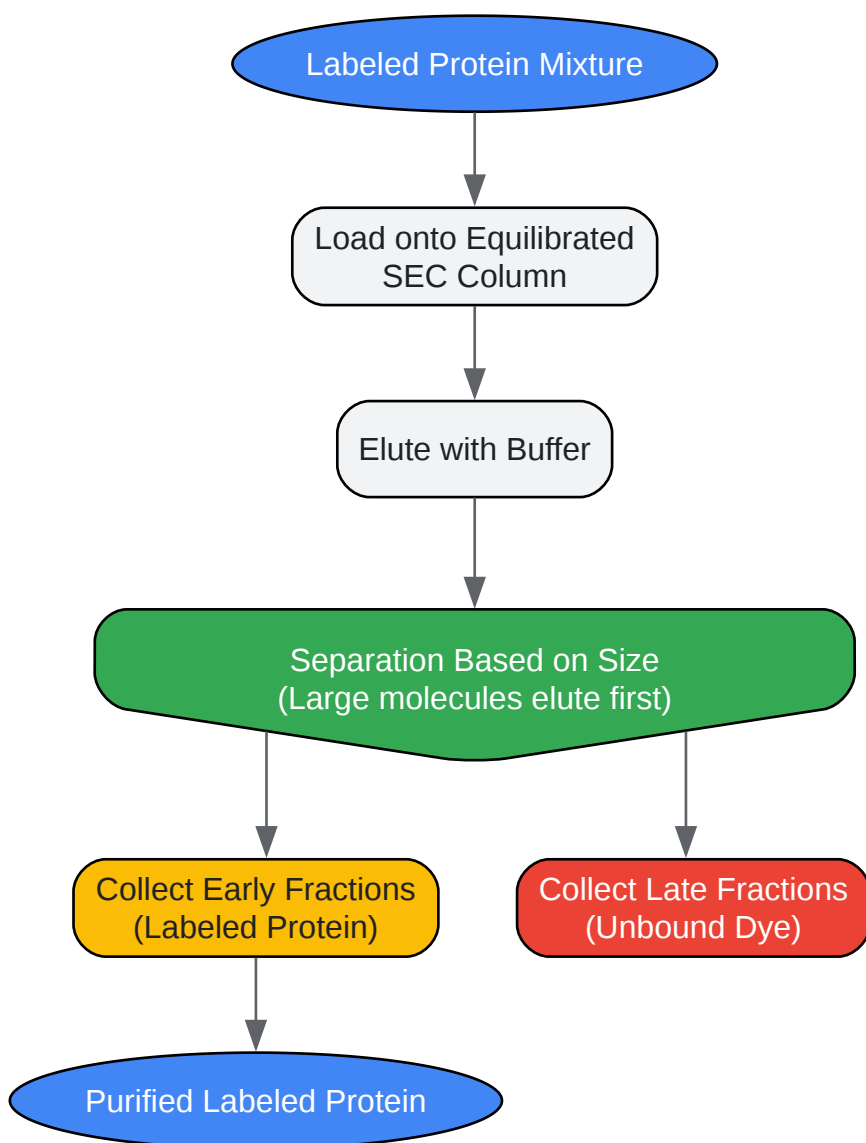 Labeled Protein Mixture
Load onto Equilibrated
SEC Column
Elute with Buffer
Separation Based on Size
(Large molecules elute first)
Collect Early Fractions
(Labeled Protein)
Collect Late Fractions
(Unbound Dye)
Purified Labeled Protein